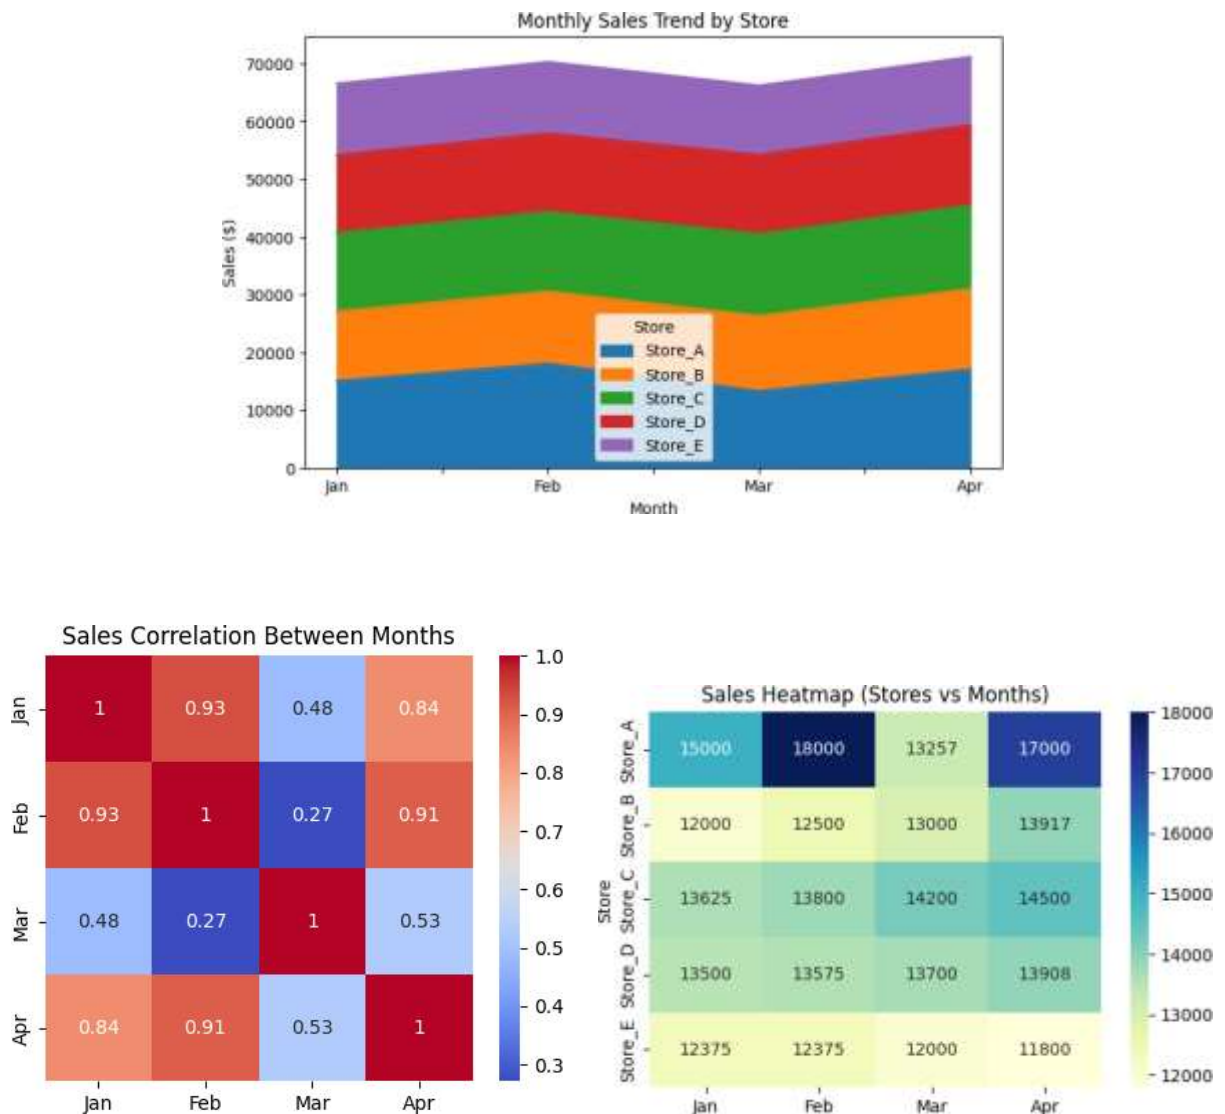 Monthly Sales Trend by Store
70000
60000
50000
40000
30000
20000
10000
0
Sales ($)
Store
Store_A
Store_B
Store_C
Store_D
Store_E
Jan Feb Mar Apr
Month
Sales Correlation Between Months
Jan 1 0.93 0.48 0.84
Feb 0.93 1 0.27 0.91
Mar 0.48 0.27 1 0.53
Apr 0.84 0.91 0.53 1
Jan Feb Mar Apr
1.0
0.9
0.8
0.7
0.6
0.5
0.4
0.3
Sales Heatmap (Stores vs Months)
Store
Store_A 15000 18000 13257 17000
Store_B 12000 12500 13000 13917
Store_C 13625 13800 14200 14500
Store_D 13500 13575 13700 13908
Store_E 12375 12375 12000 11800
Jan Feb Mar Apr
18000
17000
16000
15000
14000
13000
12000